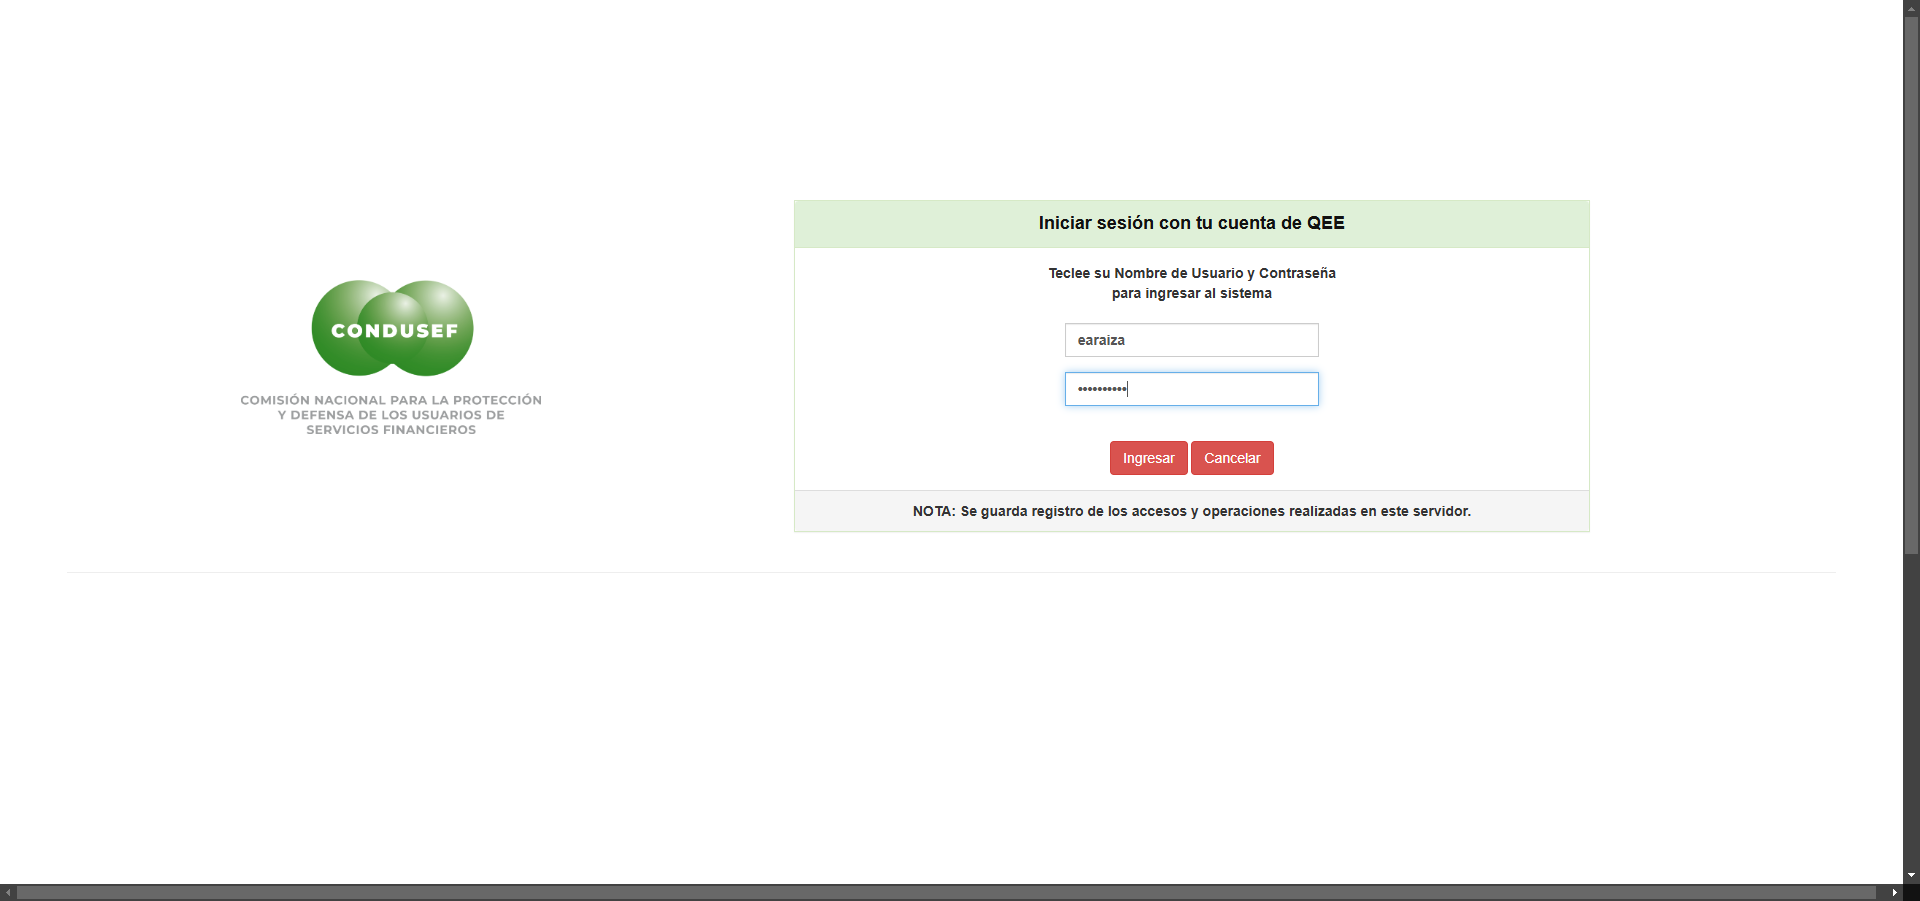 CONDUSEF
COMISIÓN NACIONAL PARA LA PROTECCIÓN
Y DEFENSA DE LOS USUARIOS DE
SERVICIOS FINANCIEROS
Iniciar sesión con tu cuenta de QEE
Teclee su Nombre de Usuario y Contraseña
para ingresar al sistema
earaiza
••••••••••
Ingresar Cancelar
NOTA: Se guarda registro de los accesos y operaciones realizadas en este servidor.